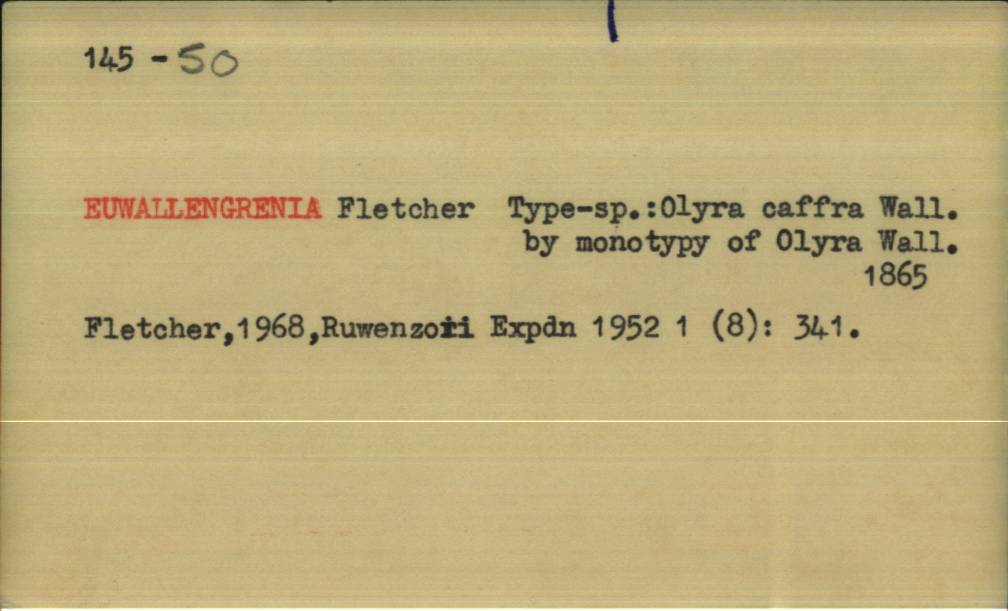 145 - 50
EUWALLENGRENIA Fletcher Type-sp.:Olyra caffra Wall.
by monotypy of Olyra Wall.
1865
Fletcher,1968,Ruwenzori Expdn 1952 1 (8): 341.